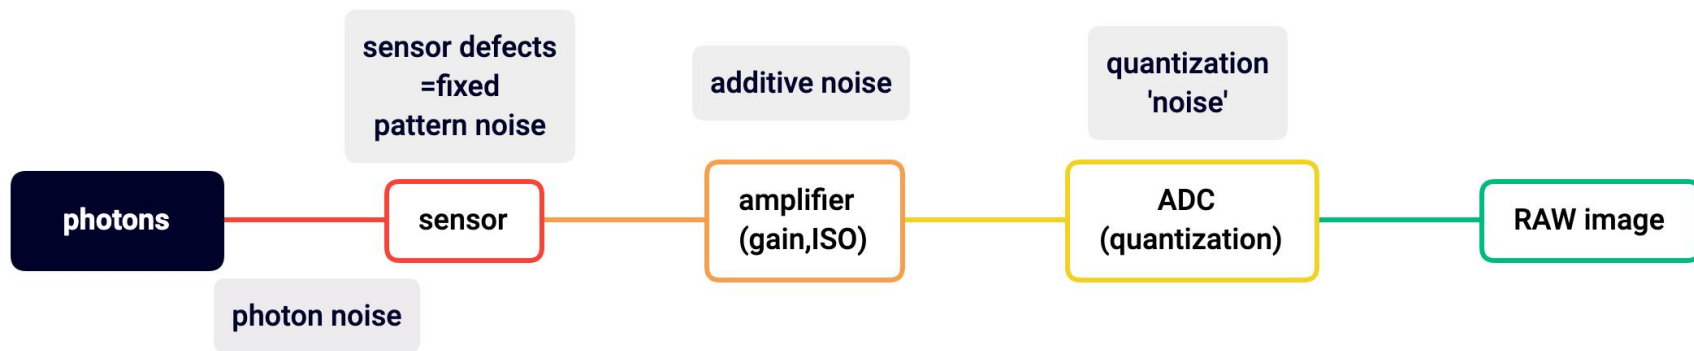 sensor defects
=fixed
pattern noise
additive noise
quantization
'noise'
photons
sensor
amplifier
(gain,ISO)
ADC
(quantization)
RAW image
photon noise